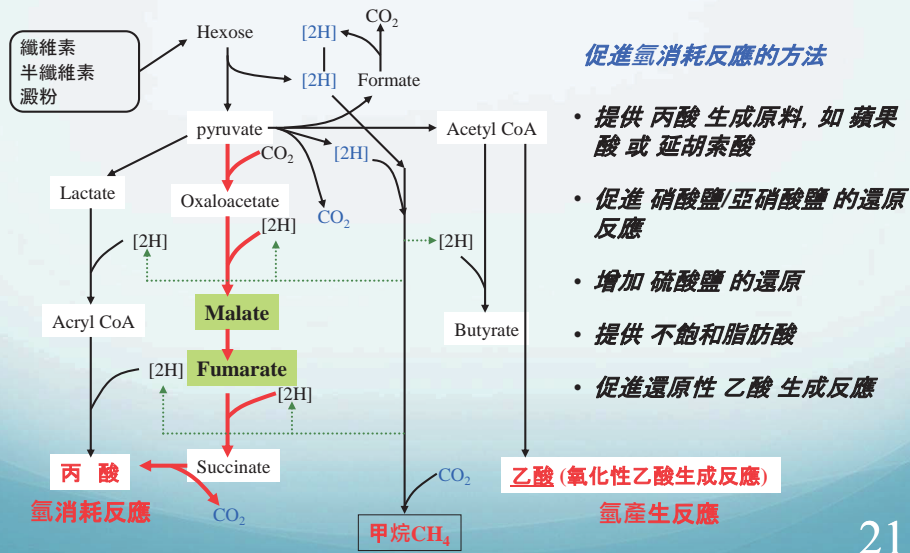 纖維素
半纖維素
澱粉
Hexose
[2H]
CO₂
[2H]
Formate
pyruvate
CO₂
[2H]
Acetyl CoA
Lactate
Oxaloacetate
CO₂
[2H]
[2H]
[2H]
Acryl CoA
Malate
Butyrate
Fumarate
[2H]
[2H]
丙 酸
Succinate
CO₂
乙酸 (氧化性乙酸生成反應)
氫消耗反應
CO₂
甲烷CH₄
氫產生反應
促進氫消耗反應的方法
• 提供 丙酸 生成原料, 如 蘋果
酸 或 延胡索酸
• 促進 硝酸鹽/亞硝酸鹽 的還原
反應
• 增加 硫酸鹽 的還原
• 提供 不飽和脂肪酸
• 促進還原性 乙酸 生成反應
21